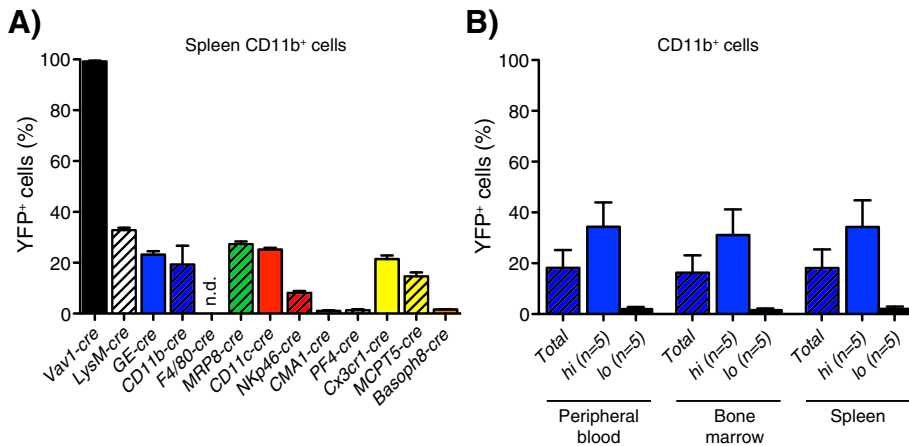 A)
Spleen CD11b⁺ cells
YFP⁺ cells (%)
100
80
60
40
20
0
n.d.
Vav1-cre
LysM-cre
GE-cre
CD11b-cre
F4/80-cre
MRP8-cre
CD11c-cre
NKp46-cre
CMA1-cre
PF4-cre
Cx3cr1-cre
MCPT5-cre
Basoph8-cre
B)
CD11b⁺ cells
YFP⁺ cells (%)
100
80
60
40
20
0
Total
hi (n=5)
lo (n=5)
Total
hi (n=5)
lo (n=5)
Total
hi (n=5)
lo (n=5)
Peripheral
blood
Bone
marrow
Spleen